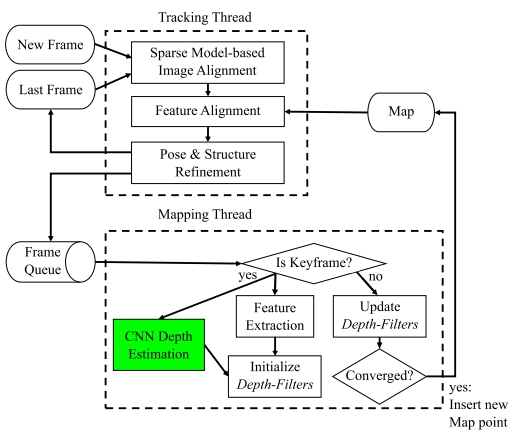 Tracking Thread
New Frame
Sparse Model-based
Image Alignment
Last Frame
Feature Alignment
Map
Pose & Structure
Refinement
Mapping Thread
Frame
Queue
Is Keyframe?
yes
no
CNN Depth
Estimation
Feature
Extraction
Update
Depth-Filters
Initialize
Depth-Filters
Converged?
yes:
Insert new
Map point